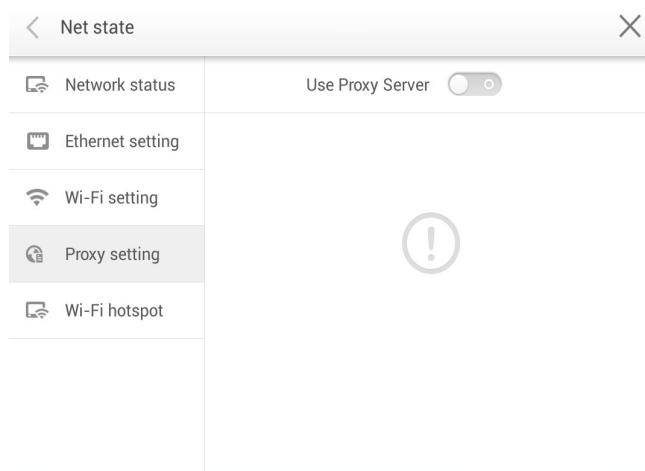 Net state
Network status
Use Proxy Server
Ethernet setting
Wi-Fi setting
Proxy setting
Wi-Fi hotspot